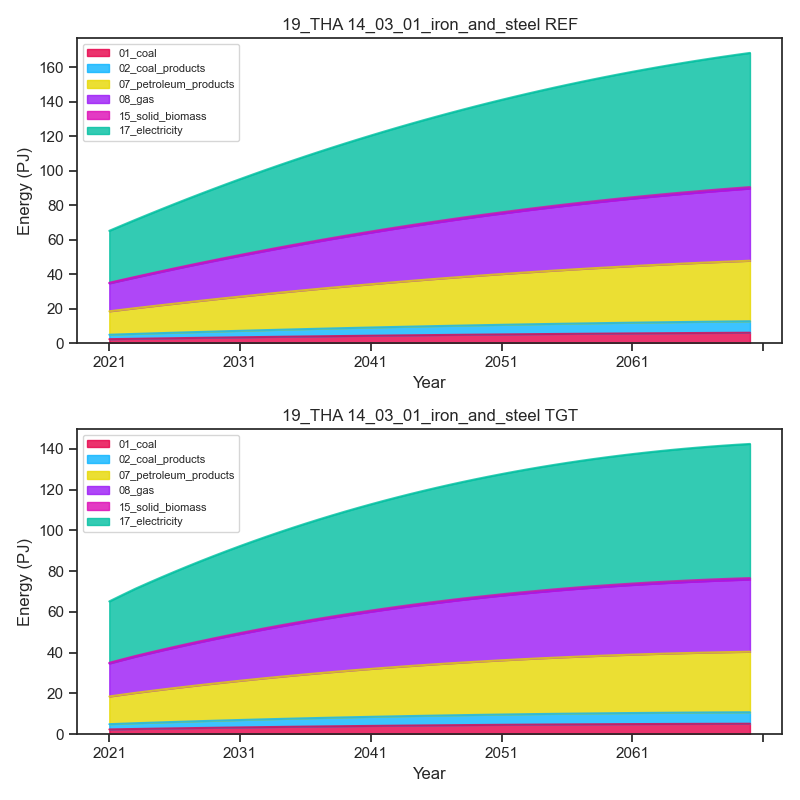 19_THA 14_03_01_iron_and_steel REF
01_coal
02_coal_products
07_petroleum_products
08_gas
15_solid_biomass
17_electricity
160
140
120
100
80
60
40
20
0
Energy (PJ)
2021 2031 2041 2051 2061
Year
19_THA 14_03_01_iron_and_steel TGT
01_coal
02_coal_products
07_petroleum_products
08_gas
15_solid_biomass
17_electricity
140
120
100
80
60
40
20
0
Energy (PJ)
2021 2031 2041 2051 2061
Year